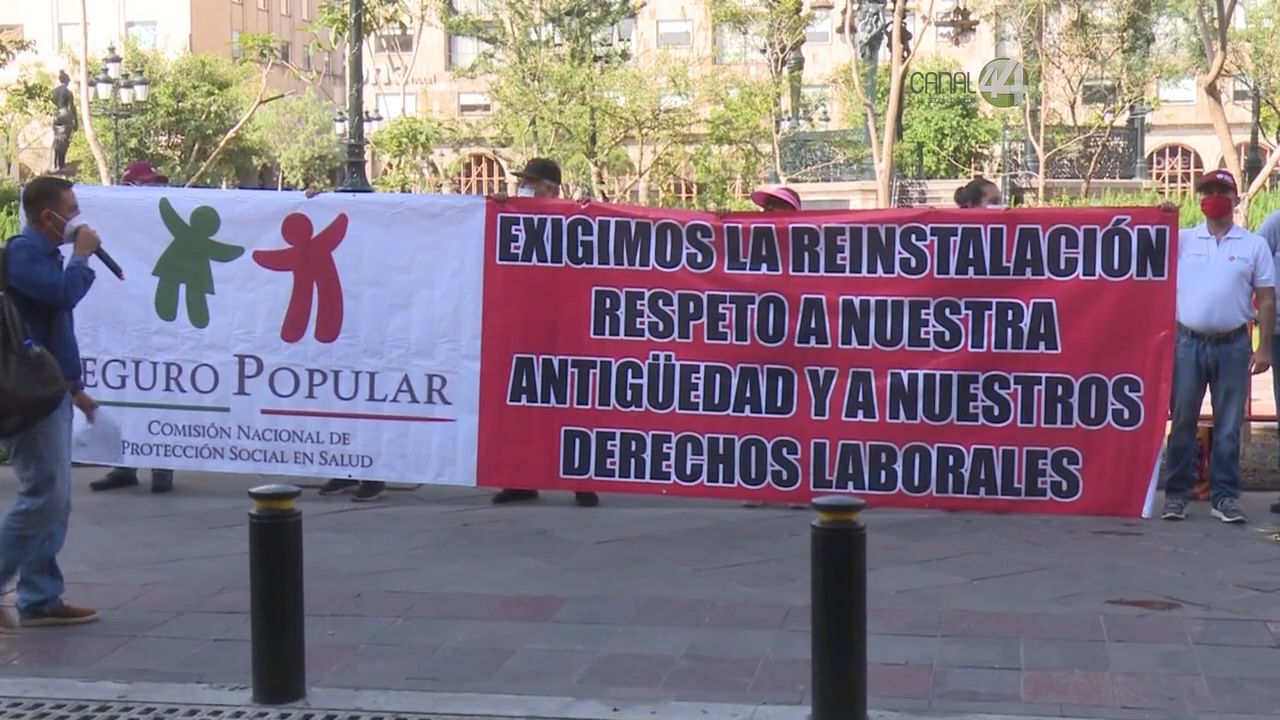 CANAL 44
EXIGIMOS LA REINSTALACIÓN
RESPETO A NUESTRA
ANTIGÜEDAD Y A NUESTROS
DERECHOS LABORALES
EGURO POPULAR
COMISIÓN NACIONAL DE
PROTECCIÓN SOCIAL EN SALUD